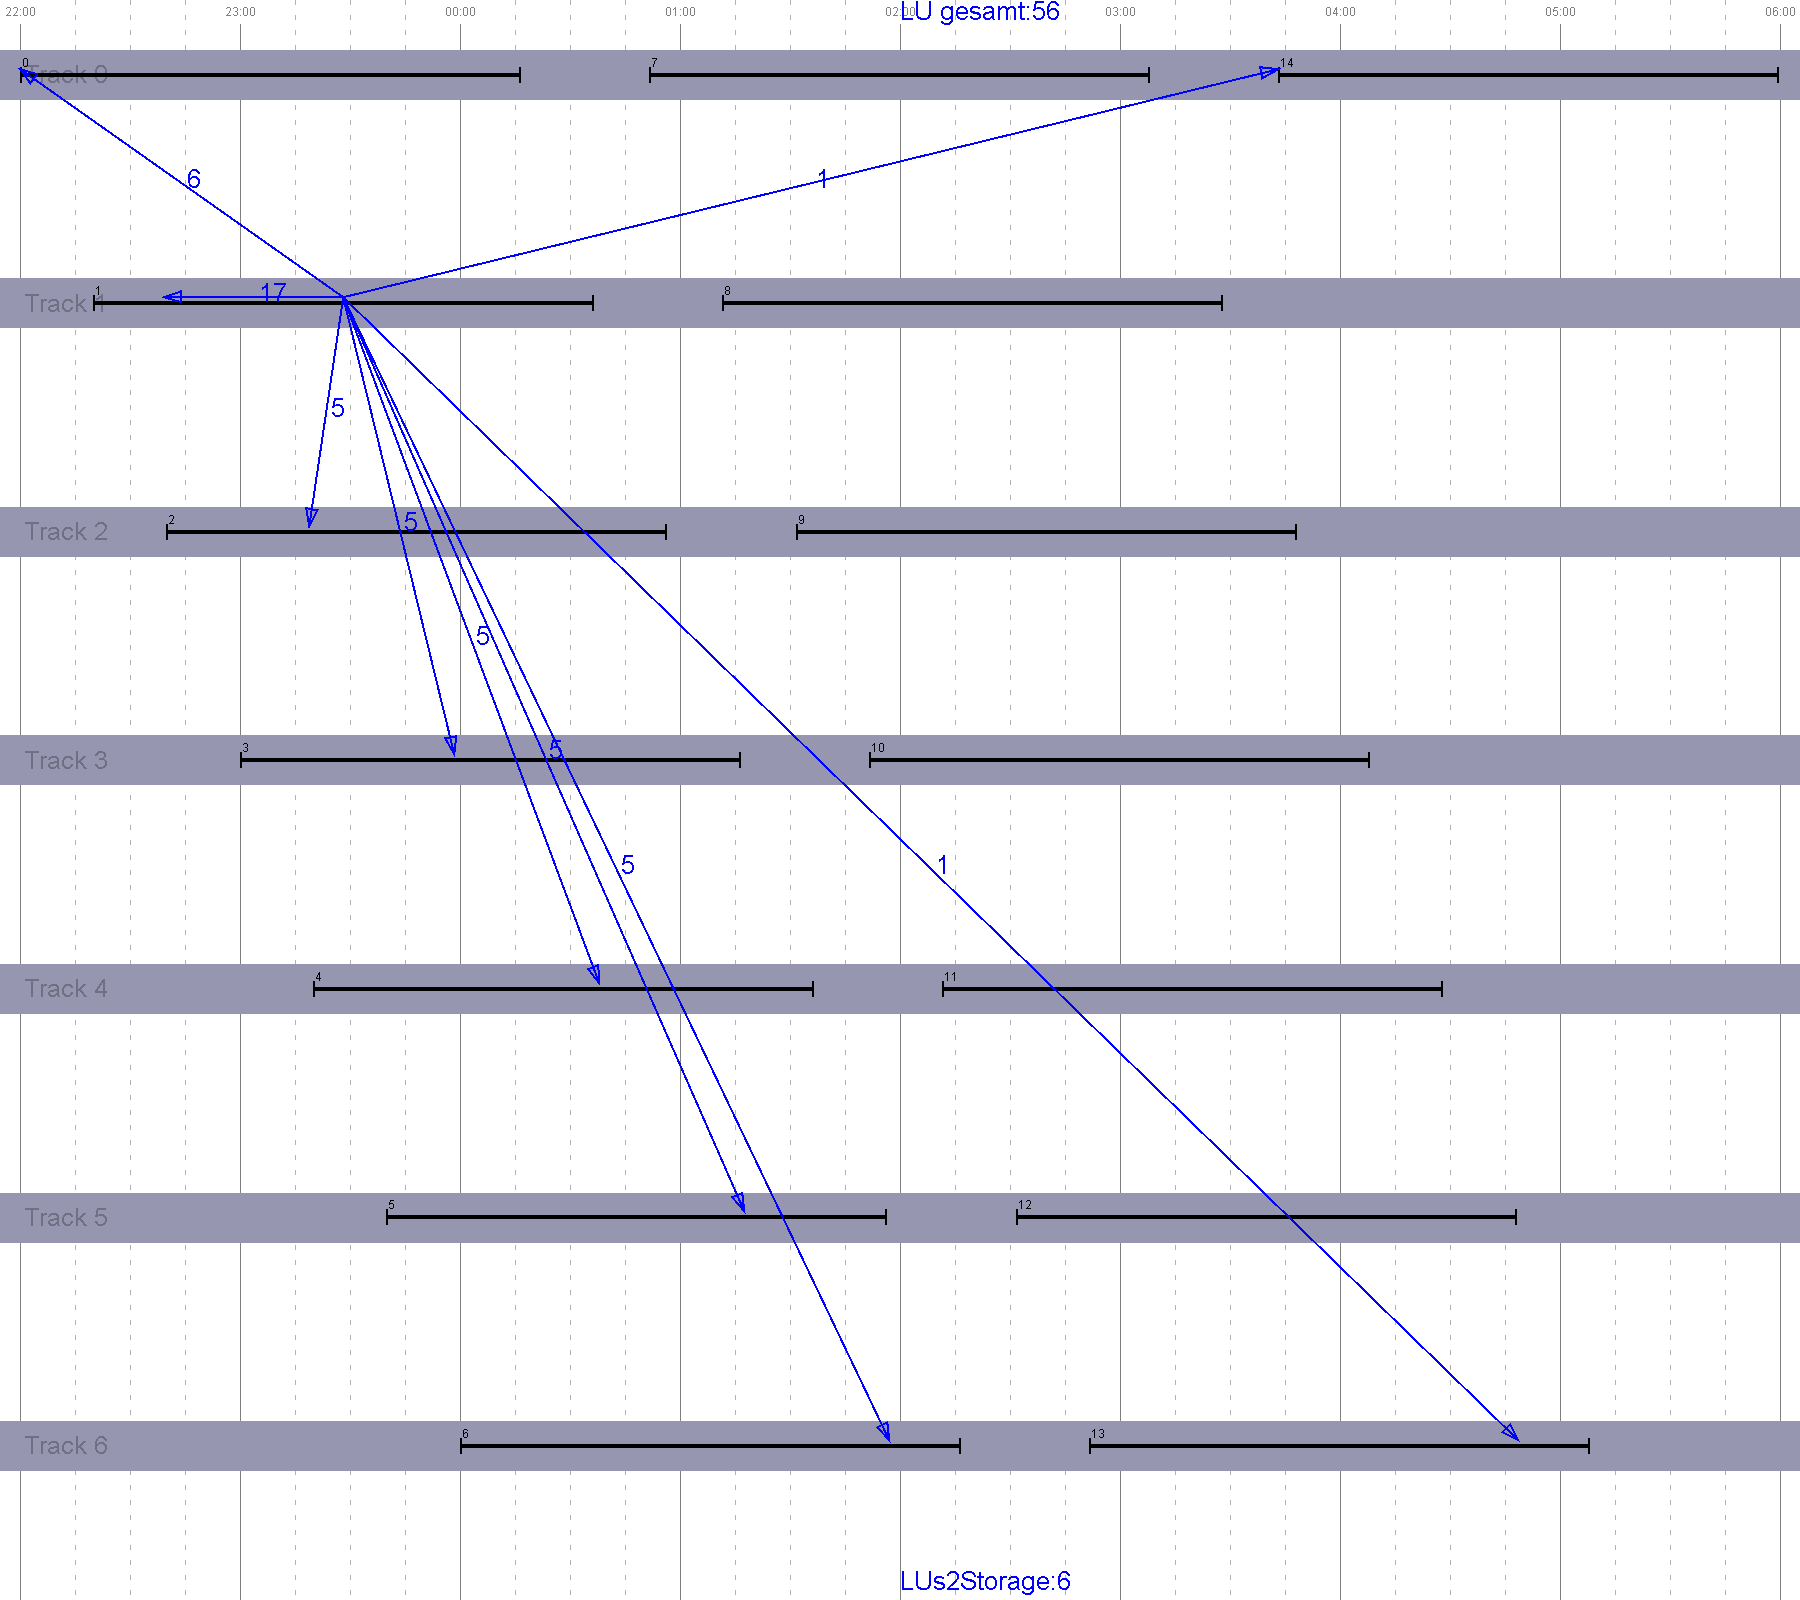 22:00 23:00 00:00 01:00 02:00 03:00 04:00 05:00 06:00
LU gesamt:56
0 7 14
Track 0
6 1
1 17 8
Track 1
5
2 5 9
Track 2
5
3 5 10
Track 3
5 1
4 11
Track 4
5 12
Track 5
6 13
Track 6
LUs2Storage:6